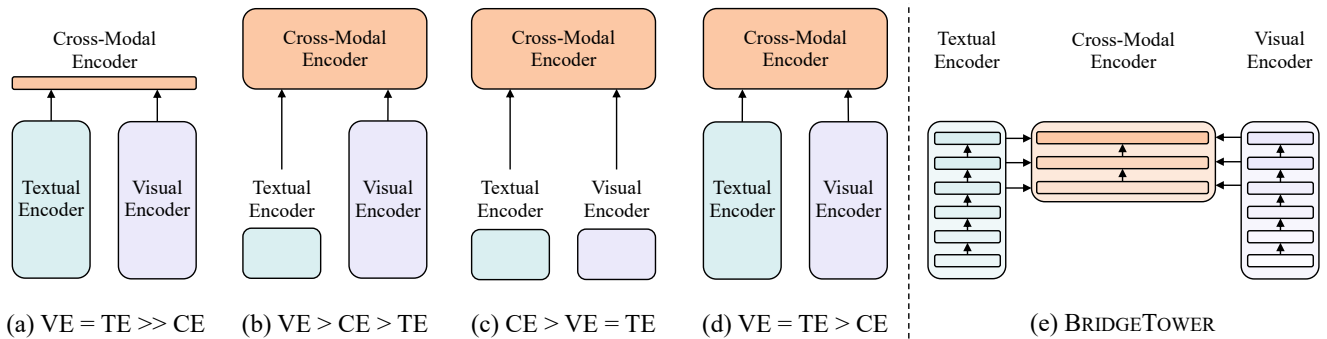 Cross-Modal
Encoder
Textual
Encoder
Visual
Encoder
(a) VE = TE >> CE
Cross-Modal
Encoder
Textual
Encoder
Visual
Encoder
(b) VE > CE > TE
Cross-Modal
Encoder
Textual
Encoder
Visual
Encoder
(c) CE > VE = TE
Cross-Modal
Encoder
Textual
Encoder
Visual
Encoder
(d) VE = TE > CE
Textual
Encoder
Cross-Modal
Encoder
Visual
Encoder
(e) BRIDGETOWER